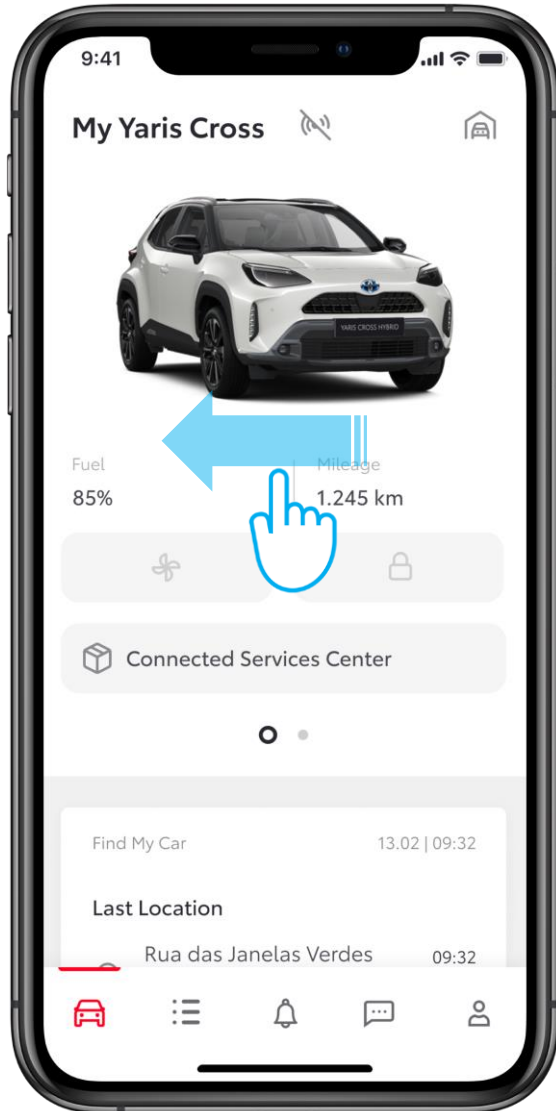 9:41
My Yaris Cross
YARIS CROSS HYBRID
Fuel
Mileage
85%
1.245 km
Connected Services Center
Find My Car
13.02 | 09:32
Last Location
Rua das Janelas Verdes
09:32